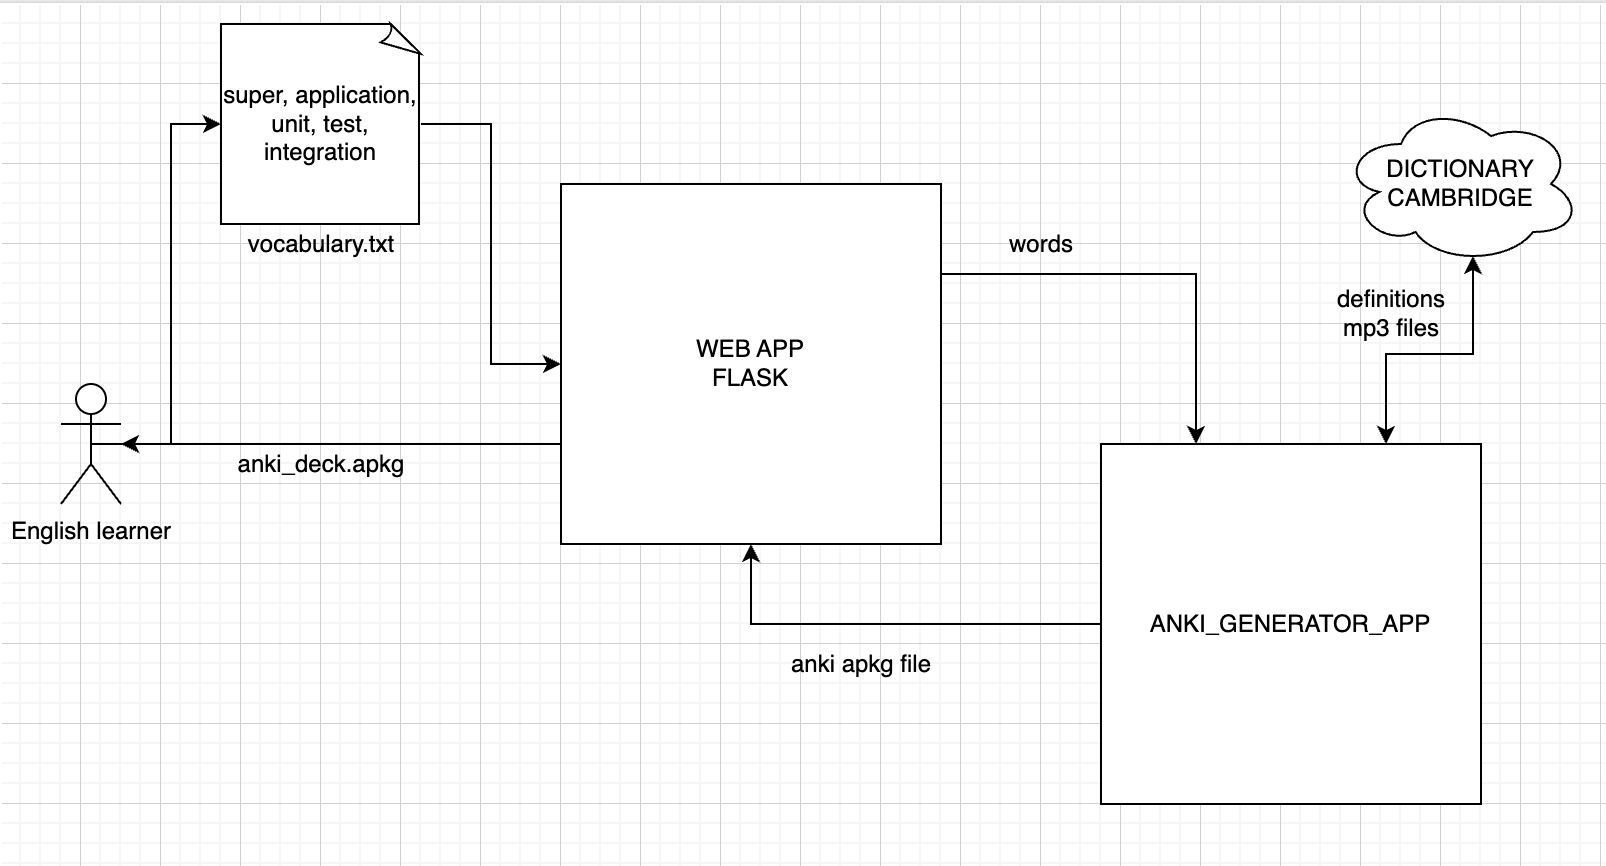 super, application,
unit, test,
integration
vocabulary.txt
DICTIONARY
CAMBRIDGE
words
definitions
mp3 files
WEB APP
FLASK
anki_deck.apkg
English learner
ANKI_GENERATOR_APP
anki apkg file